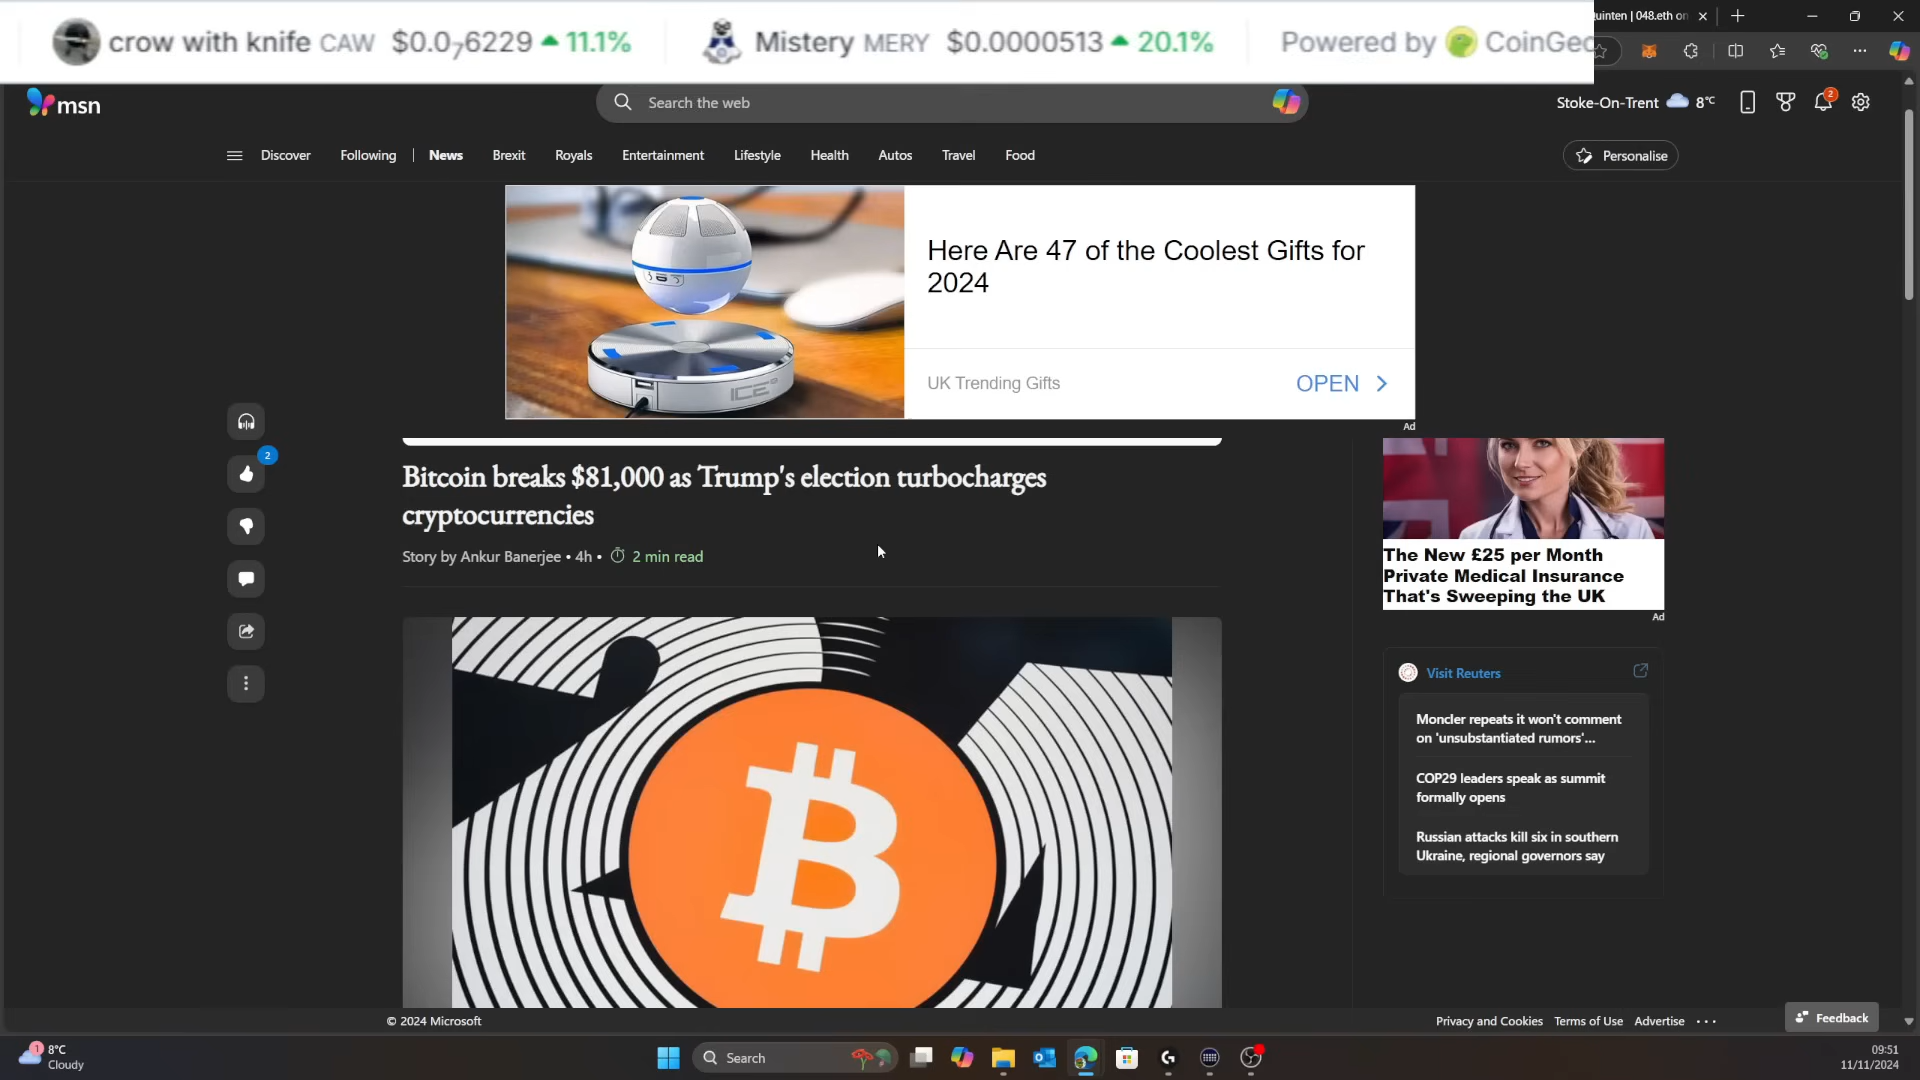 crow with knife CAW $0.0₇6229 ▲ 11.1% Mistery MERY $0.0000513 ▲ 20.1% Powered by CoinGec
uinten | 048.eth on
msn
Search the web
Stoke-On-Trent 8°C
2
Discover Following News Brexit Royals Entertainment Lifestyle Health Autos Travel Food
Personalise
Here Are 47 of the Coolest Gifts for
2024
UK Trending Gifts
OPEN
ICE
Ad
2
Bitcoin breaks $81,000 as Trump's election turbocharges
cryptocurrencies
Story by Ankur Banerjee • 4h • 2 min read
The New £25 per Month
Private Medical Insurance
That's Sweeping the UK
Ad
Visit Reuters
Moncler repeats it won't comment
on 'unsubstantiated rumors'...
COP29 leaders speak as summit
formally opens
Russian attacks kill six in southern
Ukraine, regional governors say
© 2024 Microsoft
Privacy and Cookies Terms of Use Advertise ...
Feedback
1
8°C
Cloudy
Search
09:51
11/11/2024